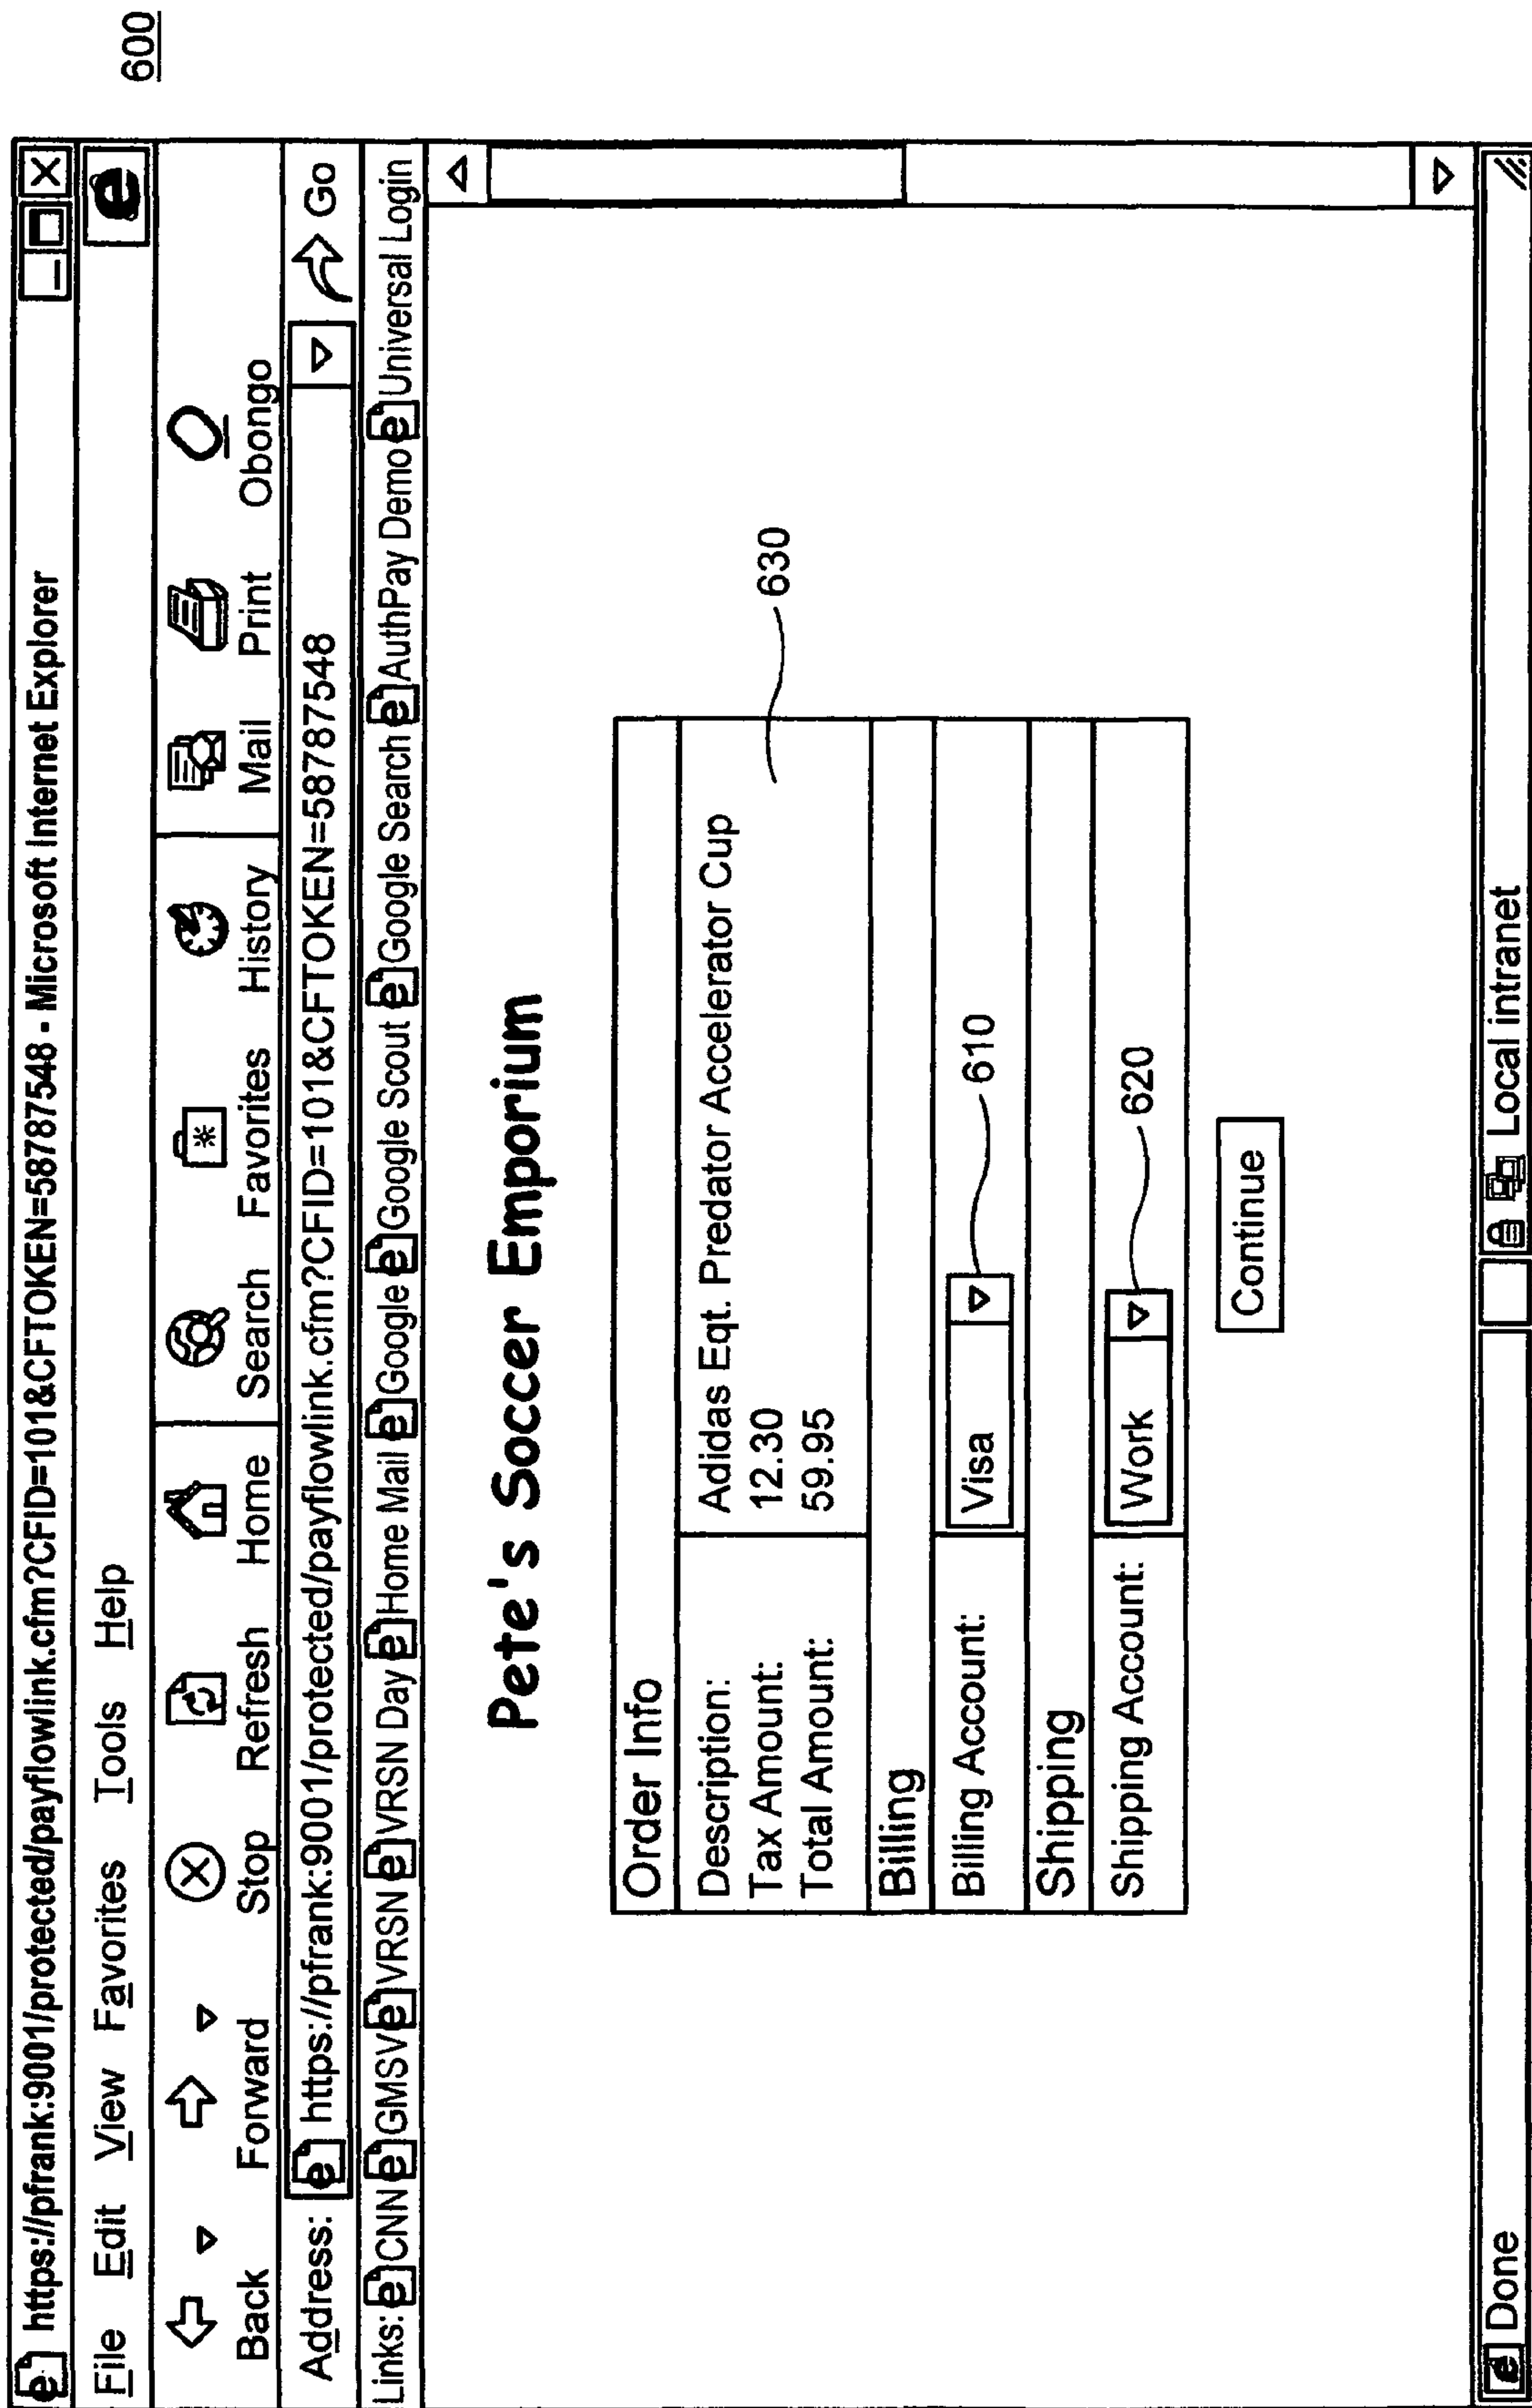 600
https://pfrank:9001/protected/payflowlink.cfm?CFID=101&CFTOKEN=58787548 - Microsoft Internet Explorer
File Edit View Favorites Tools Help
Back Forward Stop Refresh Home Search Favorites History Mail Print Obongo
Address: https://pfrank:9001/protected/payflowlink.cfm?CFID=101&CFTOKEN=58787548 Go
Links: CNN GMSV VRSN VRSN Day Home Mail Google Google Scout Google Search AuthPay Demo Universal Login
Pete's Soccer Emporium
Order Info
Description: Adidas Eqt. Predator Accelerator Cup
Tax Amount: 12.30
630
Total Amount: 59.95
Billing
Billing Account: Visa 610
Shipping
Shipping Account: Work 620
Continue
Done Local intranet